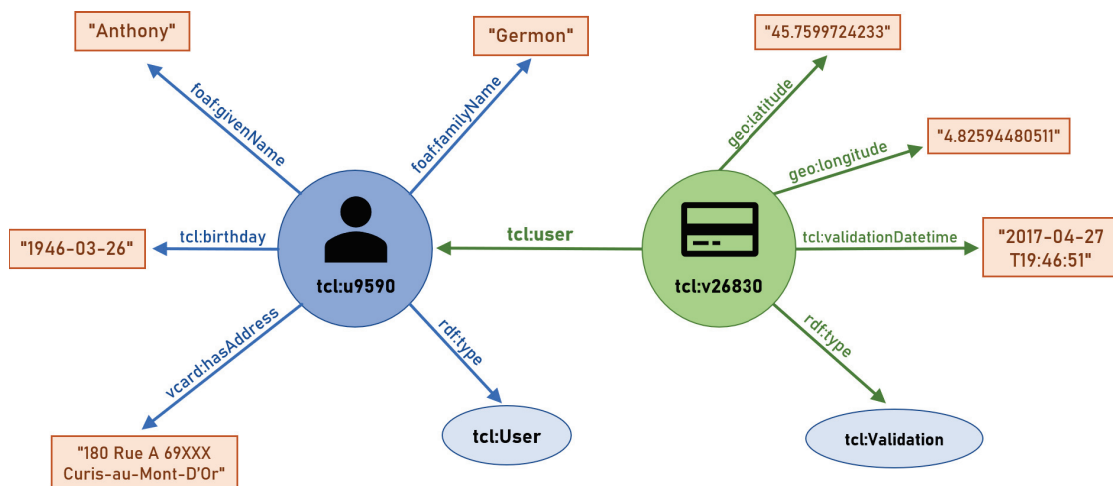 "Anthony"
"Germon"
"45.7599724233"
foaf:givenName
foaf:familyName
geo:latitude
"4.82594480511"
geo:longitude
"1946-03-26"
tcl:birthday
tcl:user
tcl:validationDatetime
"2017-04-27
T19:46:51"
tcl:u9590
tcl:v26830
vcard:hasAddress
rdf:type
rdf:type
"180 Rue A 69XXX
Curis-au-Mont-D'Or"
tcl:User
tcl:Validation